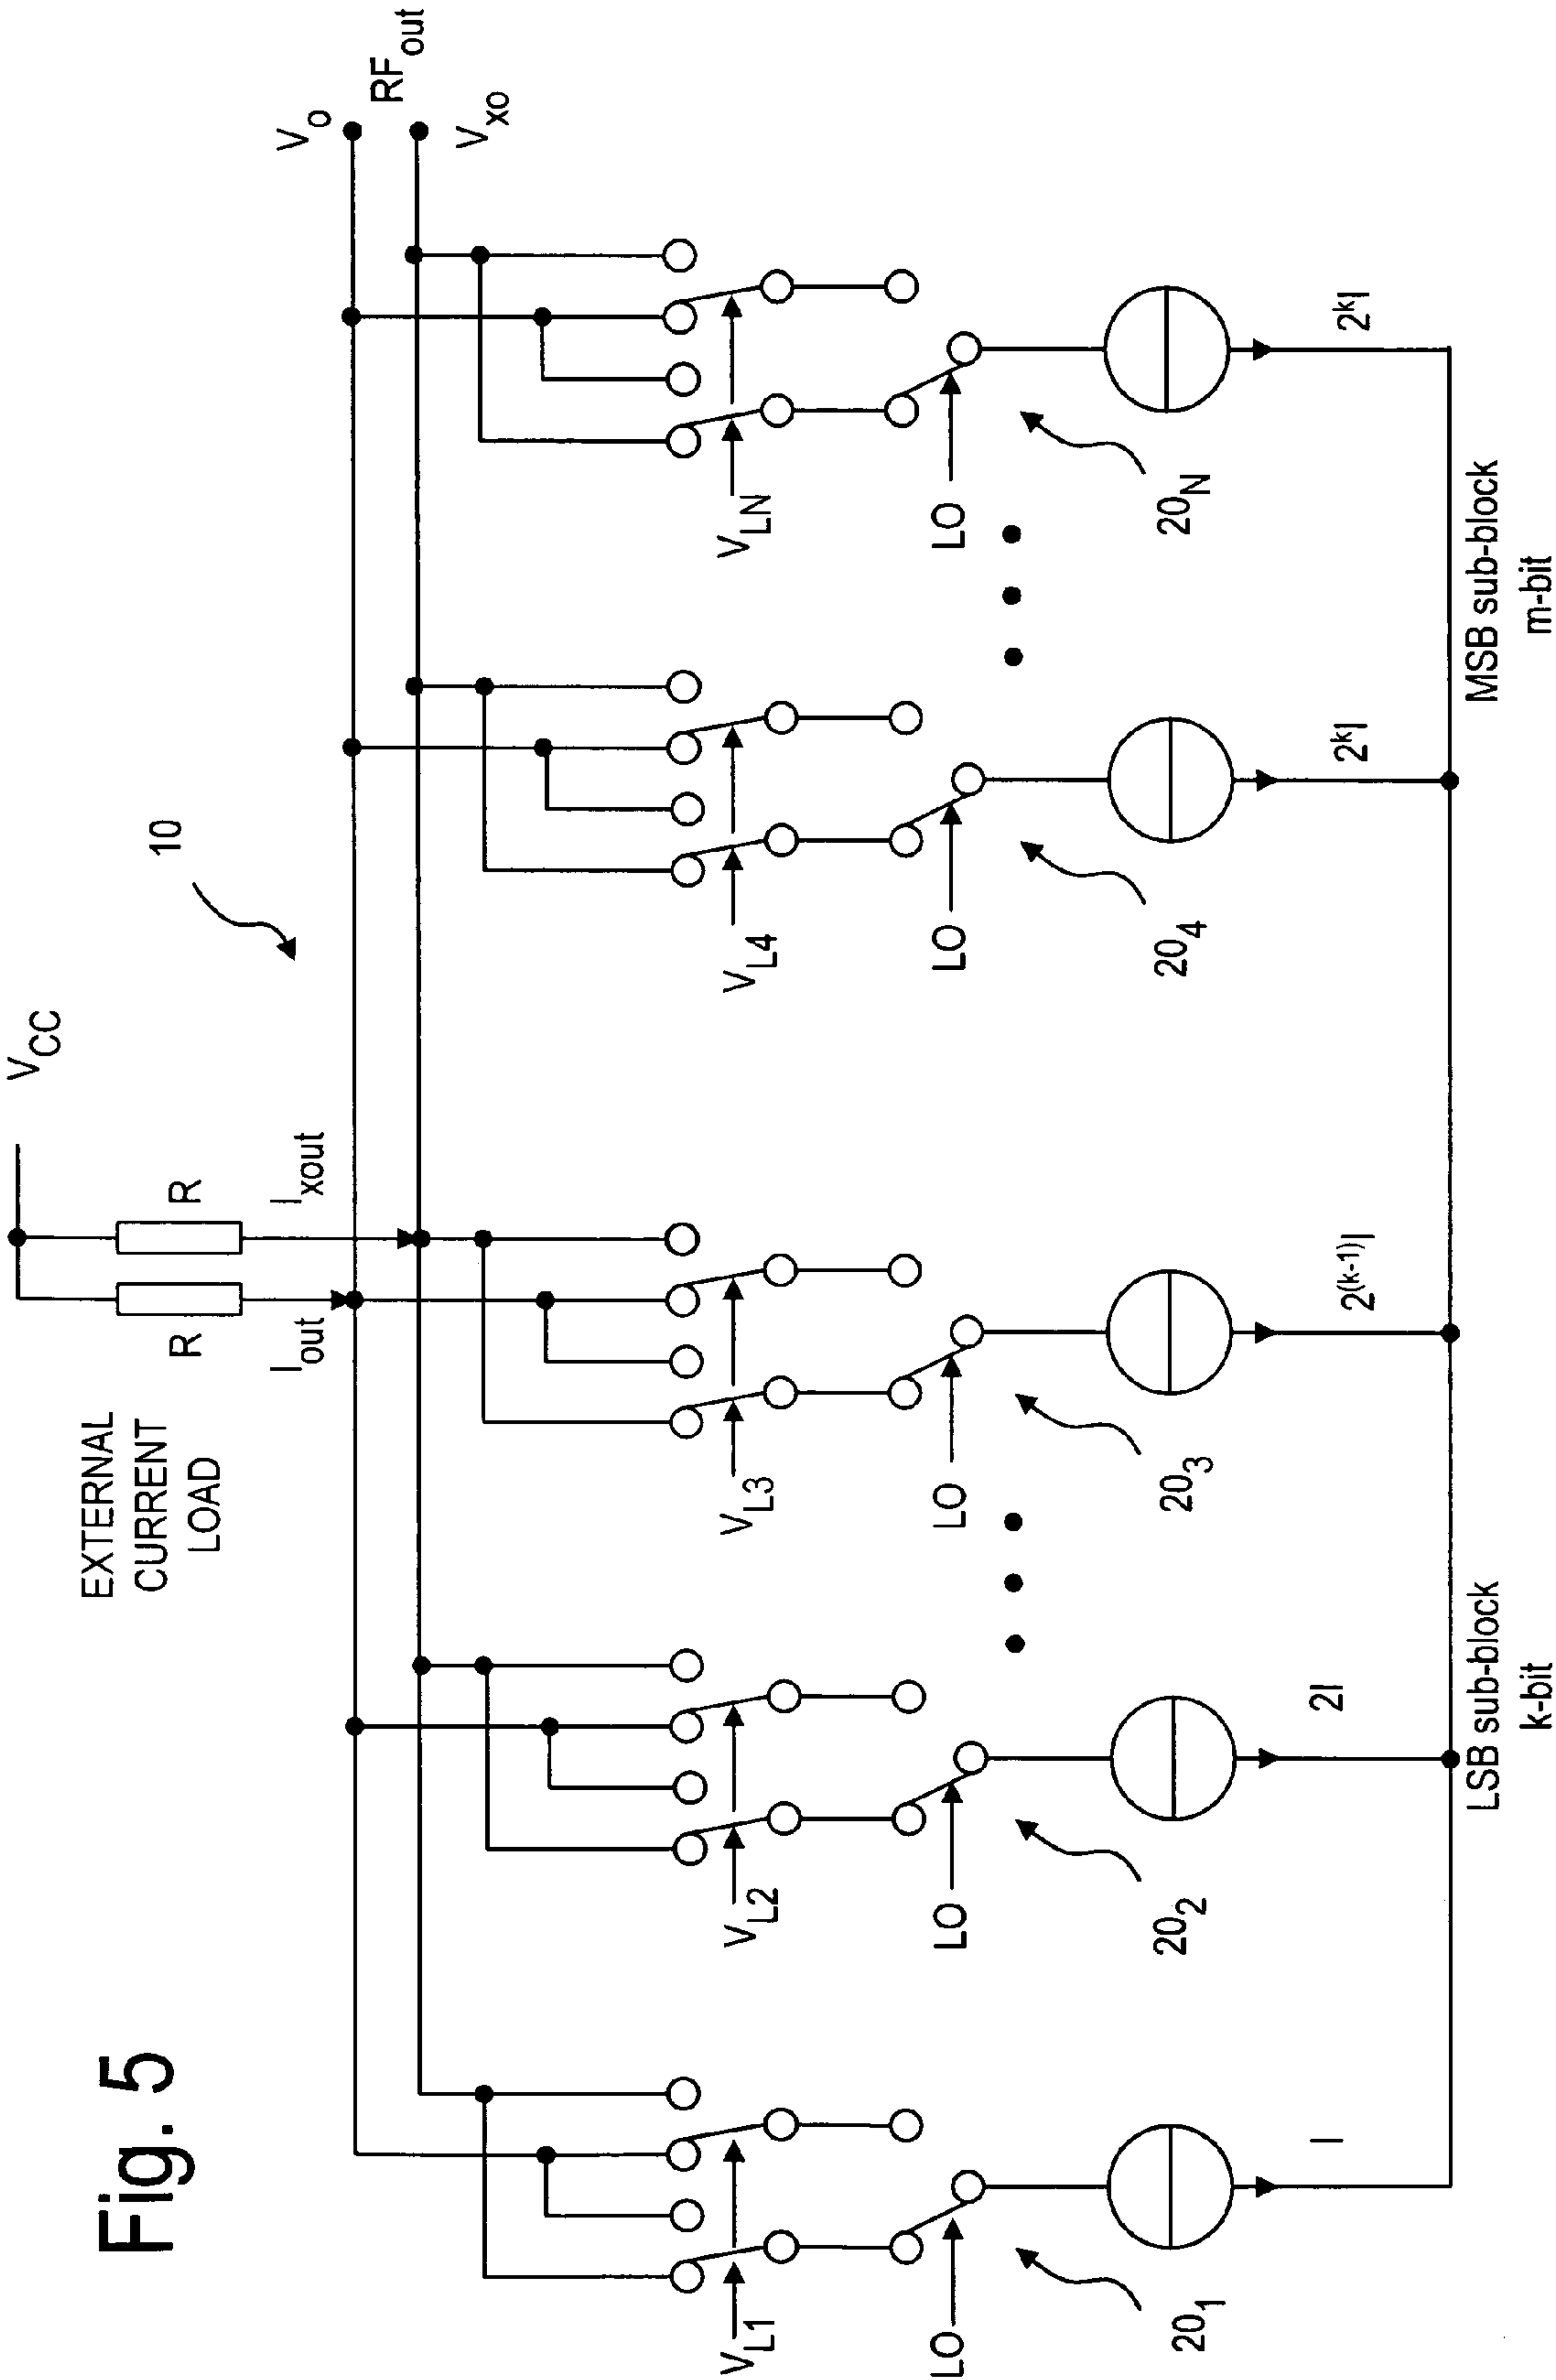 Fig. 5
EXTERNAL
CURRENT
LOAD
V_CC
R
R
I_out
I_xout
10
V_o
RF_out
V_xo
V_L1
V_L2
V_L3
V_L4
V_LN
LO
LO
LO
LO
LO
20_1
20_2
20_3
20_4
20_N
I
2I
2^(k-1)I
2^kI
2^kI
LSB sub-block
k-bit
MSB sub-block
m-bit